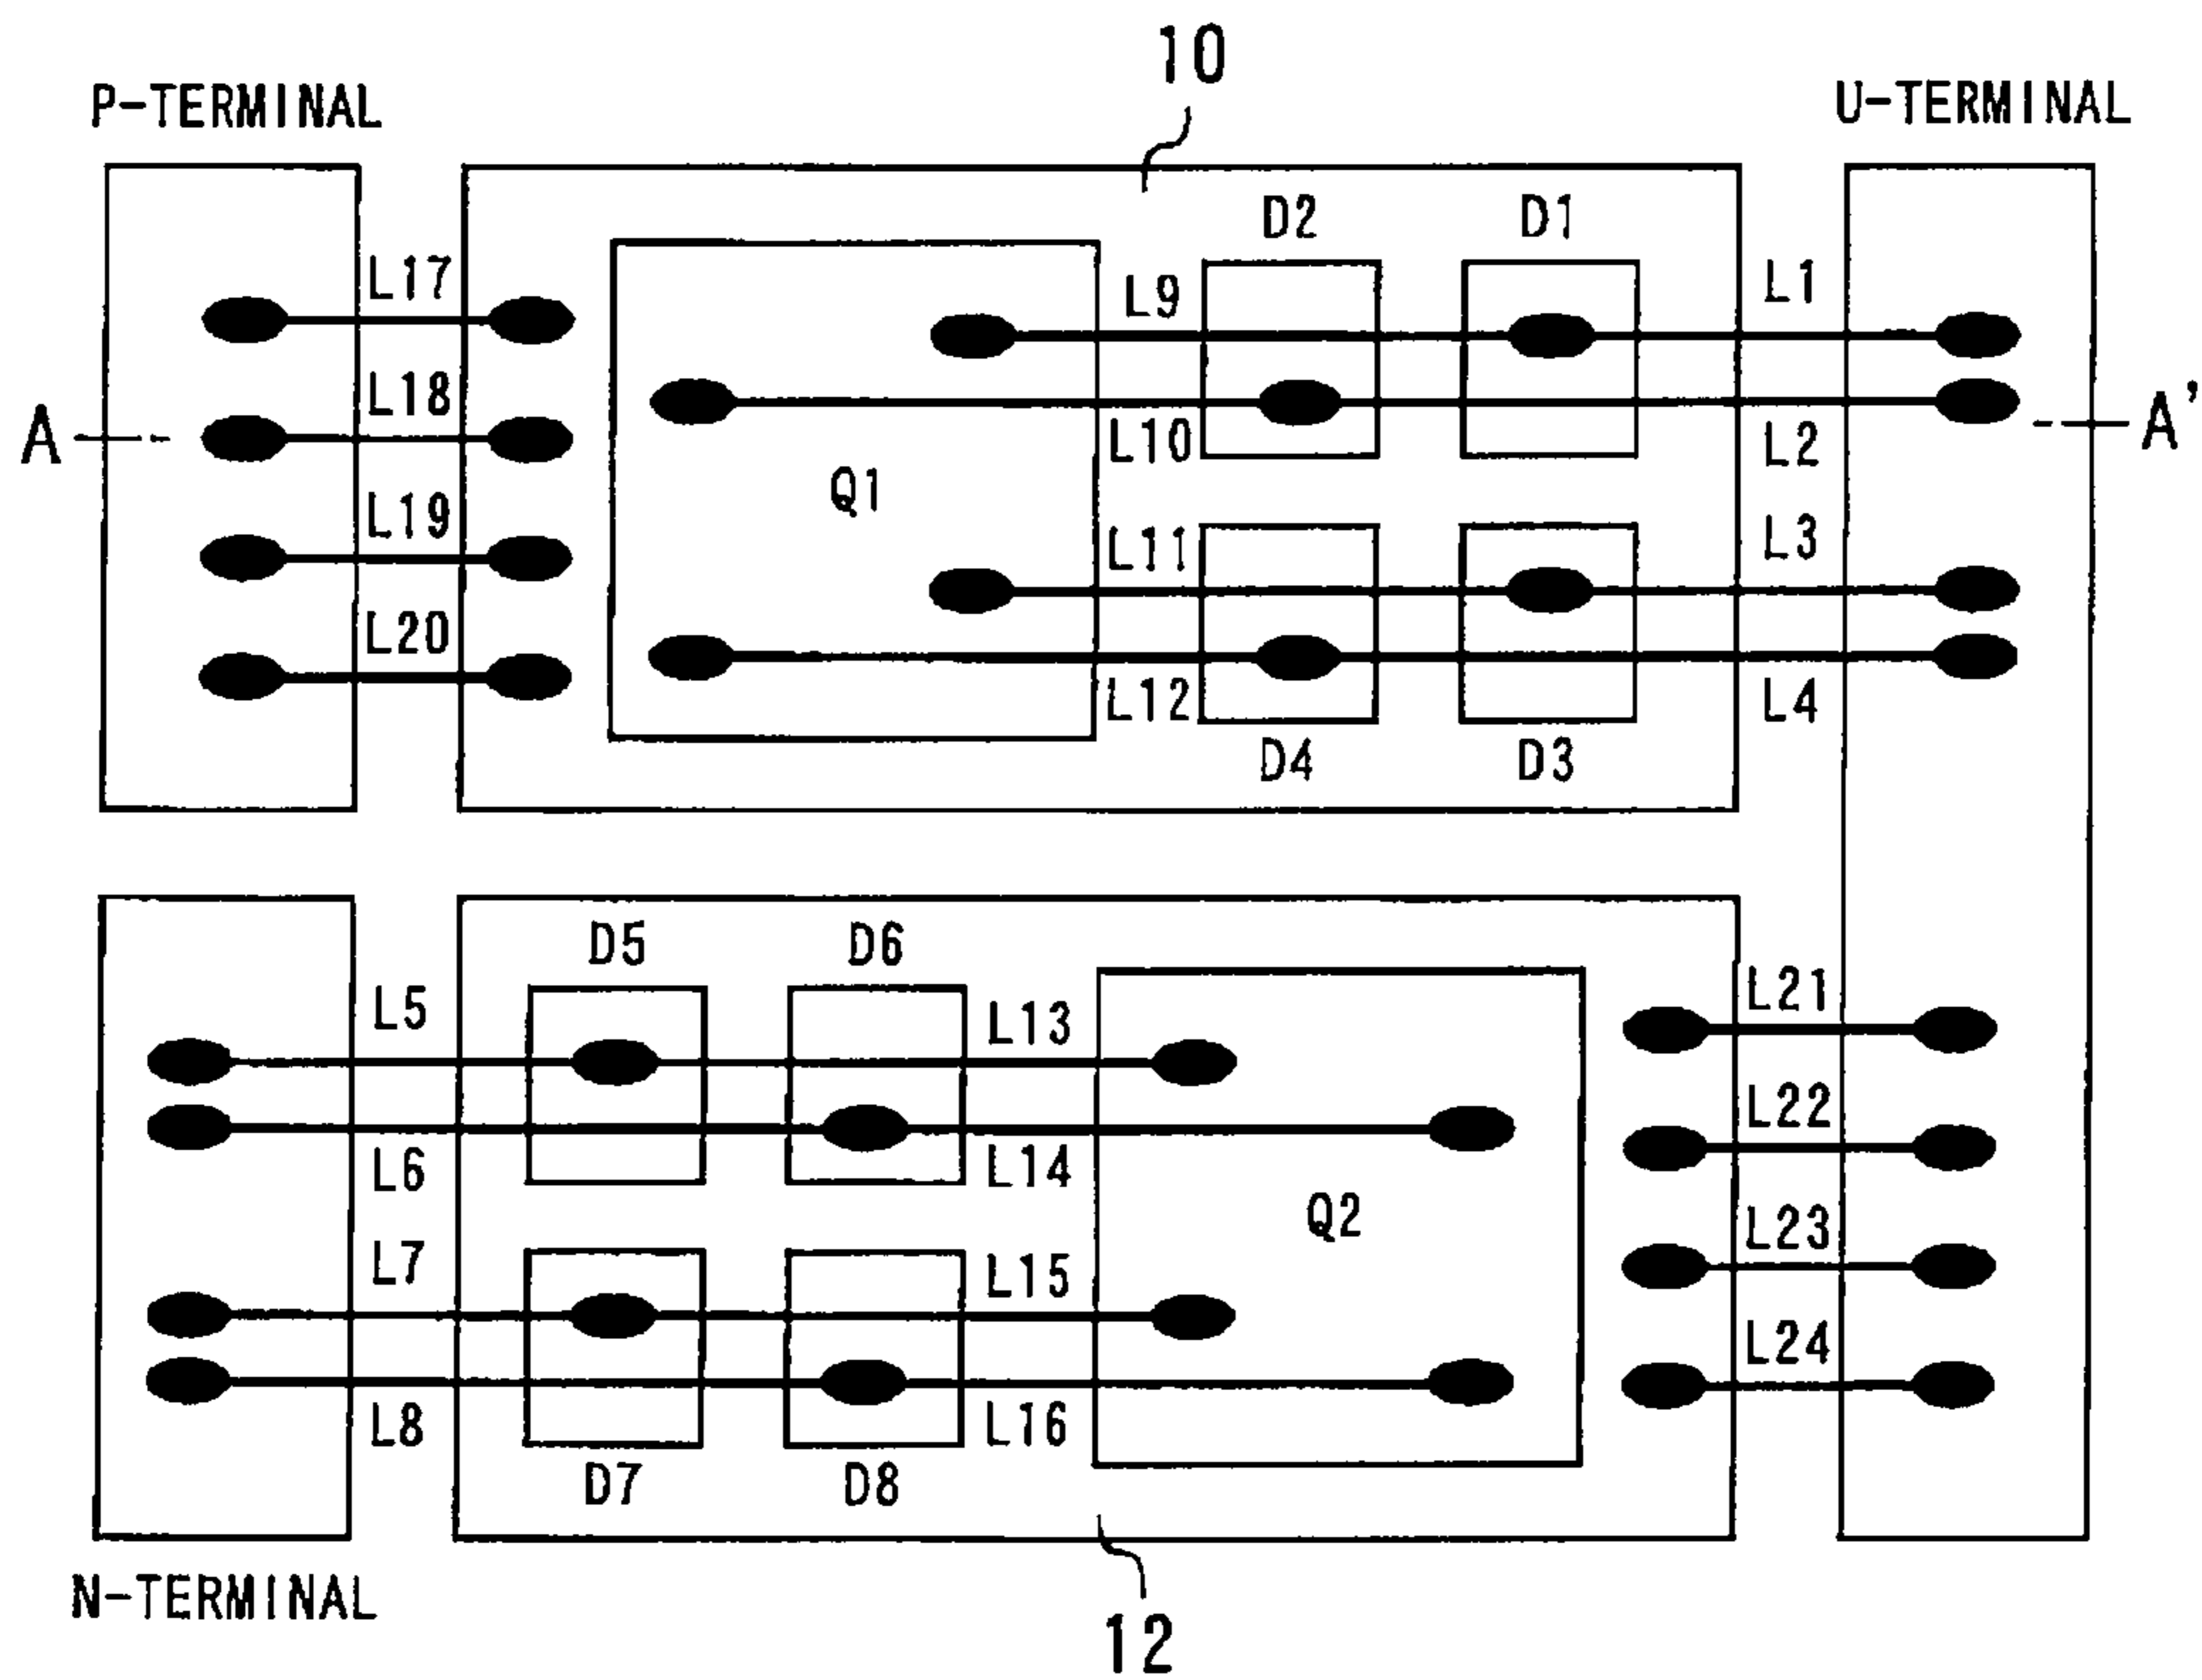 10
P-TERMINAL
U-TERMINAL
D2
D1
L17
L9
L1
L18
A
A'
L10
L2
Q1
L19
L11
L3
L20
L12
L4
D4
D3
D5
D6
L5
L13
L21
L22
L6
L14
Q2
L23
L7
L15
L24
L8
L16
D7
D8
N-TERMINAL
12